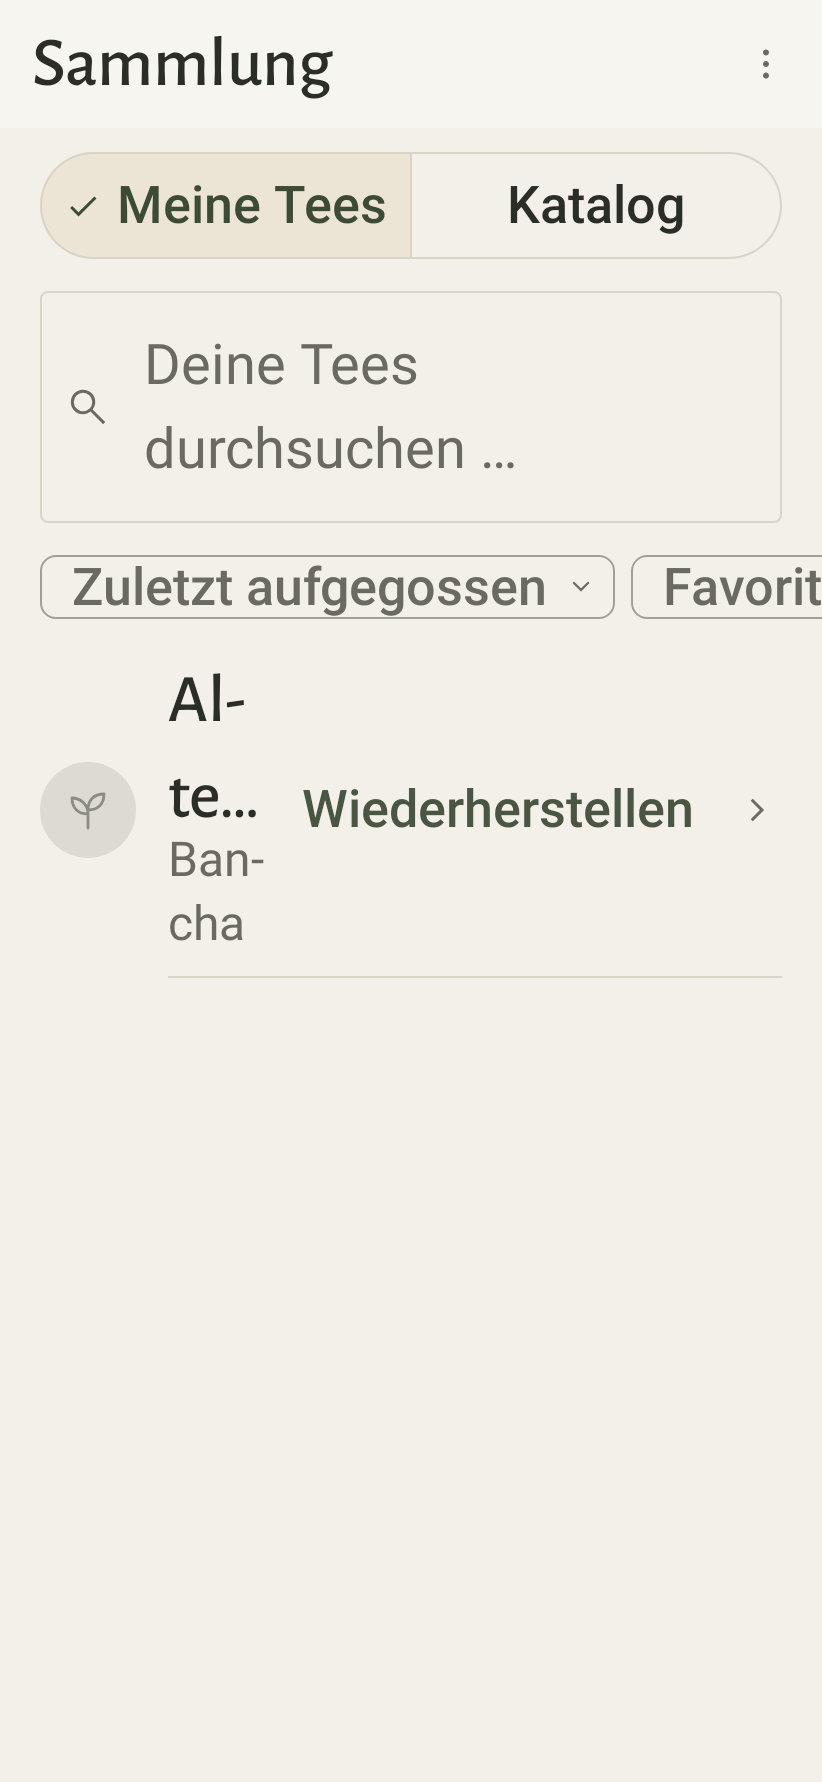 Sammlung
Meine Tees
Katalog
Deine Tees
durchsuchen …
Zuletzt aufgegossen
Favorit
Al-
te…
Ban-
cha
Wiederherstellen